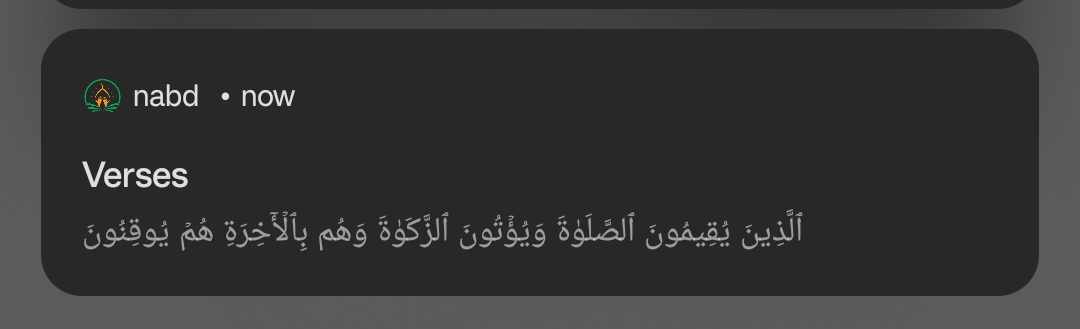 nabd • now
Verses
ٱلَّذِينَ يُقِيمُونَ ٱلصَّلَوٰةَ وَيُؤْتُونَ ٱلزَّكَوٰةَ وَهُم بِٱلْـَٔاخِرَةِ هُمْ يُوقِنُونَ